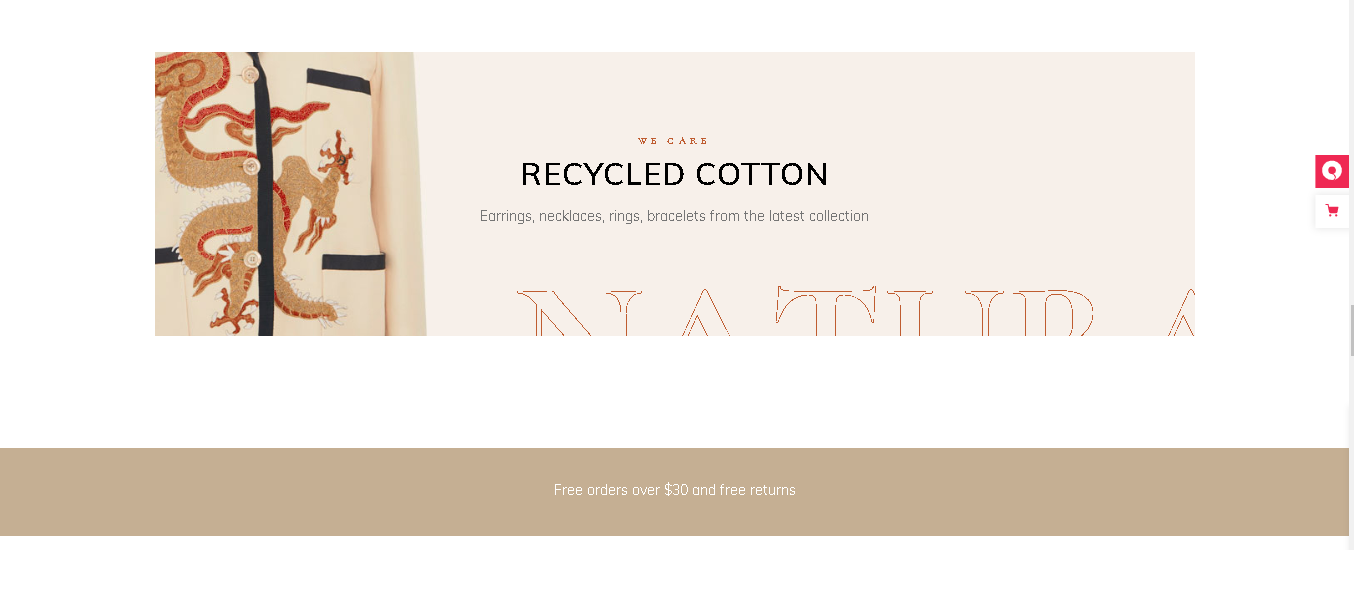 WE CARE
RECYCLED COTTON
Earrings, necklaces, rings, bracelets from the latest collection
Free orders over $30 and free returns